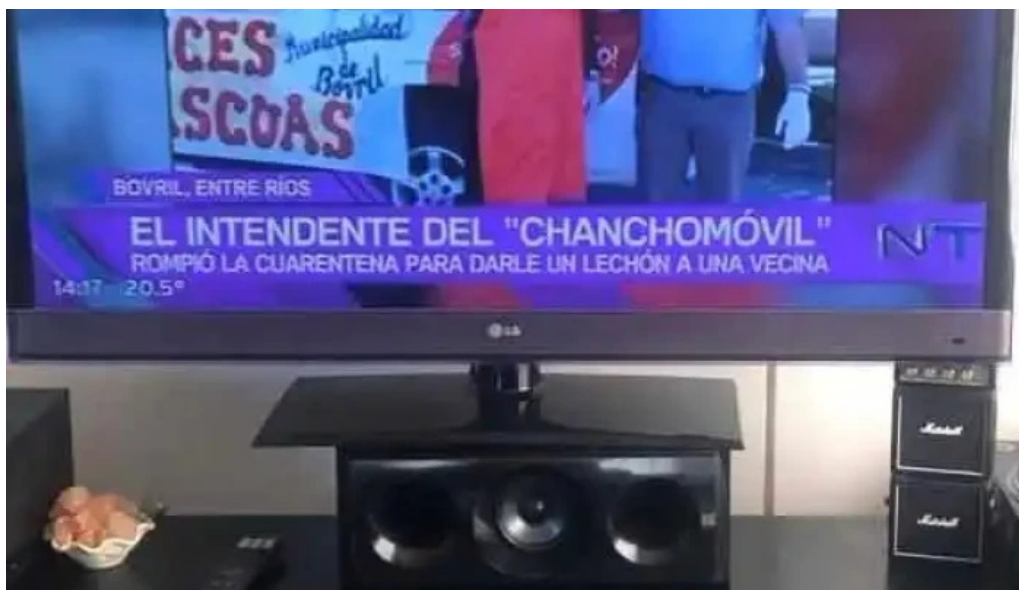 CES
Municipalidad
de
Bovril
SCUAS
O!
BOVRIL, ENTRE RÍOS
EL INTENDENTE DEL "CHANCHOMÓVIL"
NT
ROMPIÓ LA CUARENTENA PARA DARLE UN LECHÓN A UNA VECINA
14:17 20.5°
LG
Marshall
Marshall